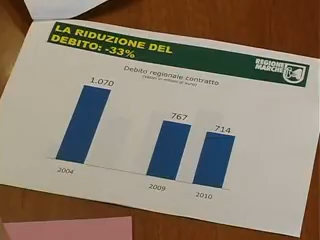 LA RIDUZIONE DEL
DEBITO: -33%
REGIONE
MARCHE
Debito regionale contratto
1.070
767
714
2004
2009
2010